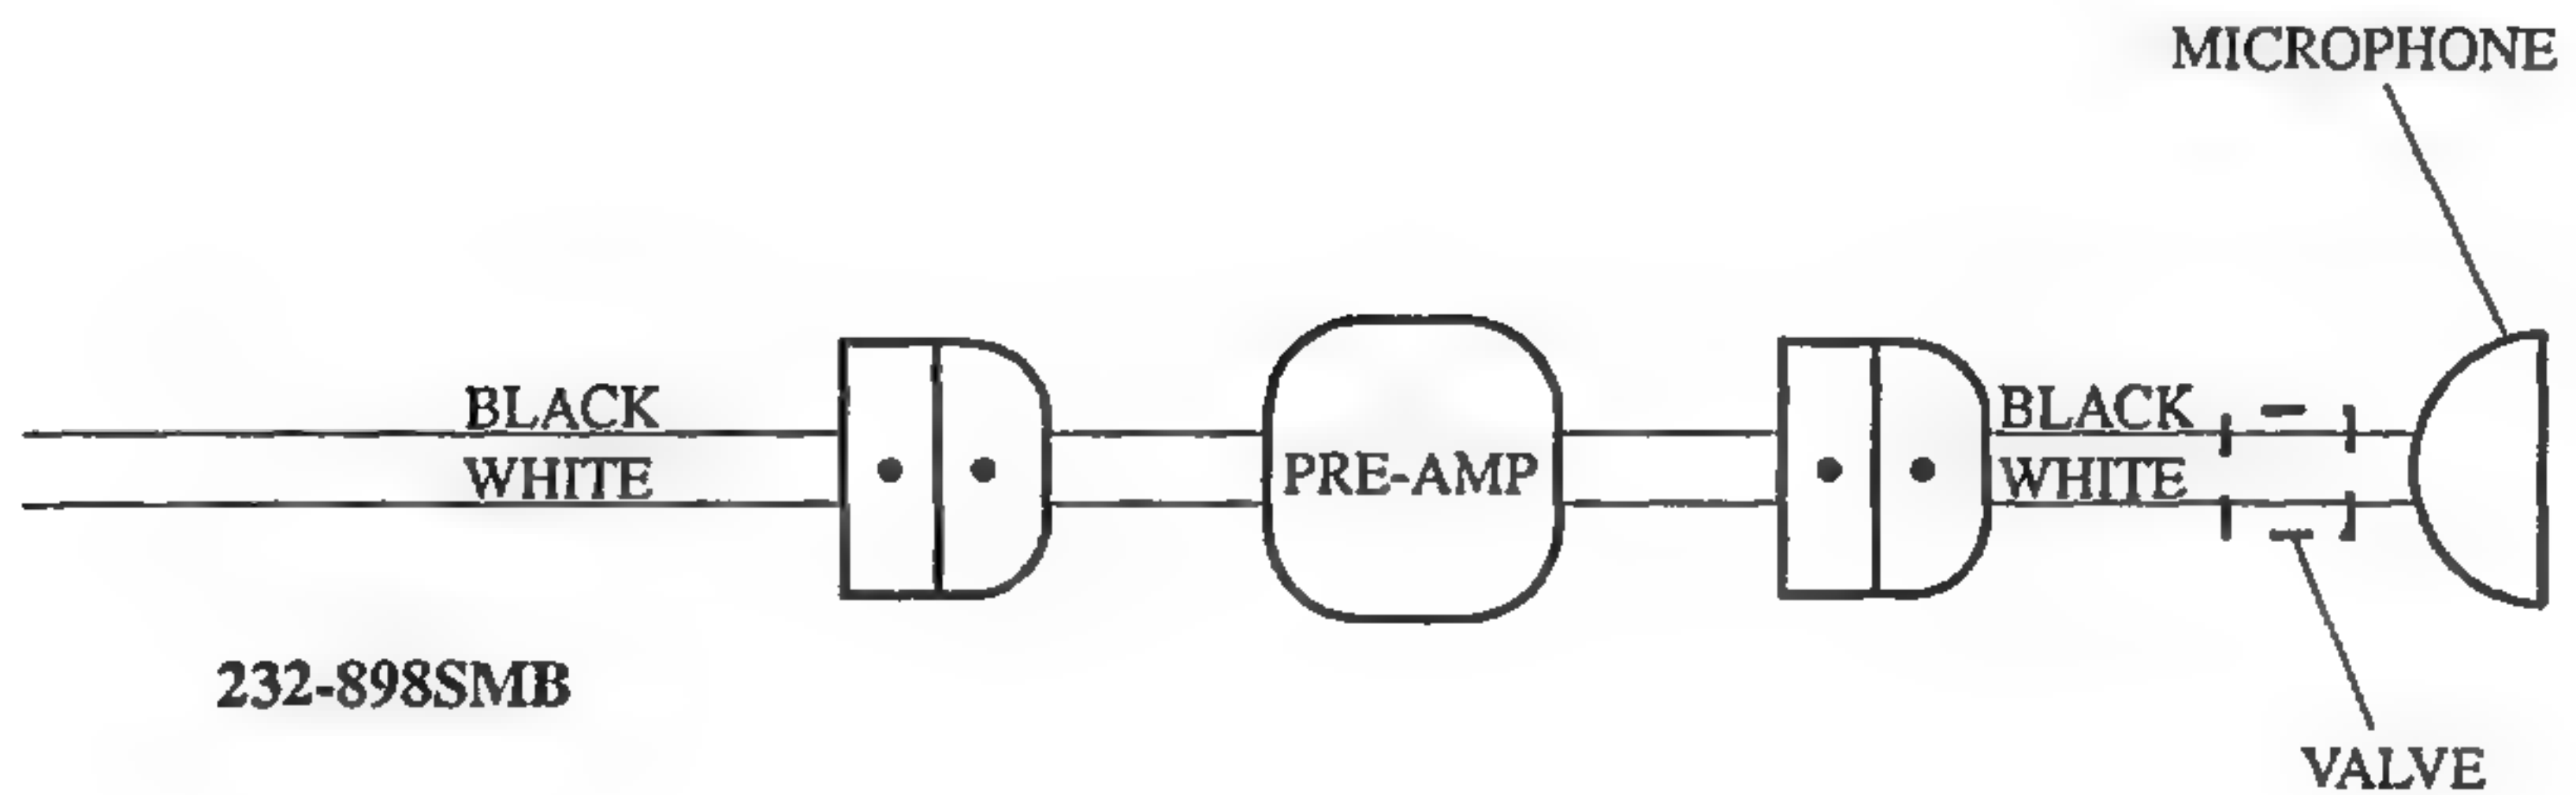 MICROPHONE
BLACK
WHITE
PRE-AMP
BLACK
WHITE
232-898SMB
VALVE